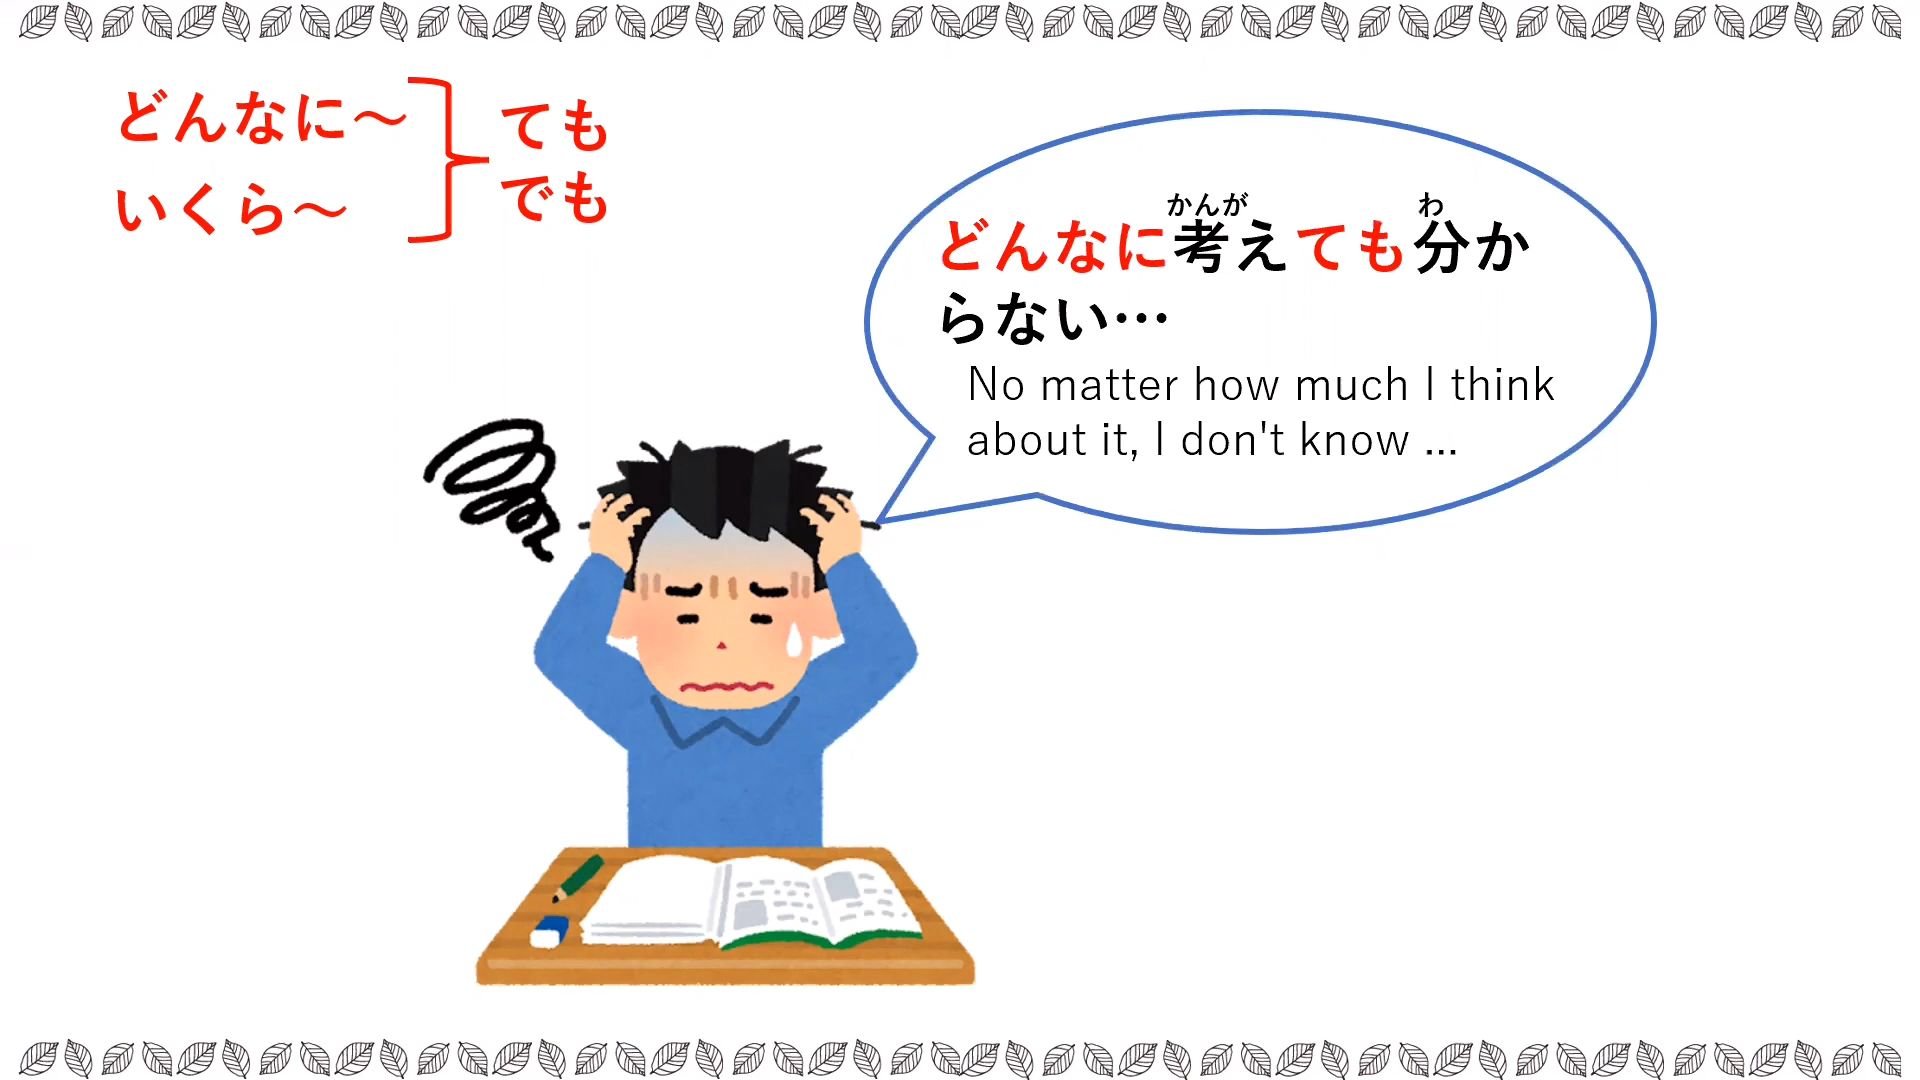 どんなに～
いくら～
ても
でも
かんが わ
どんなに考えても分か
らない…
No matter how much I think
about it, I don't know ...